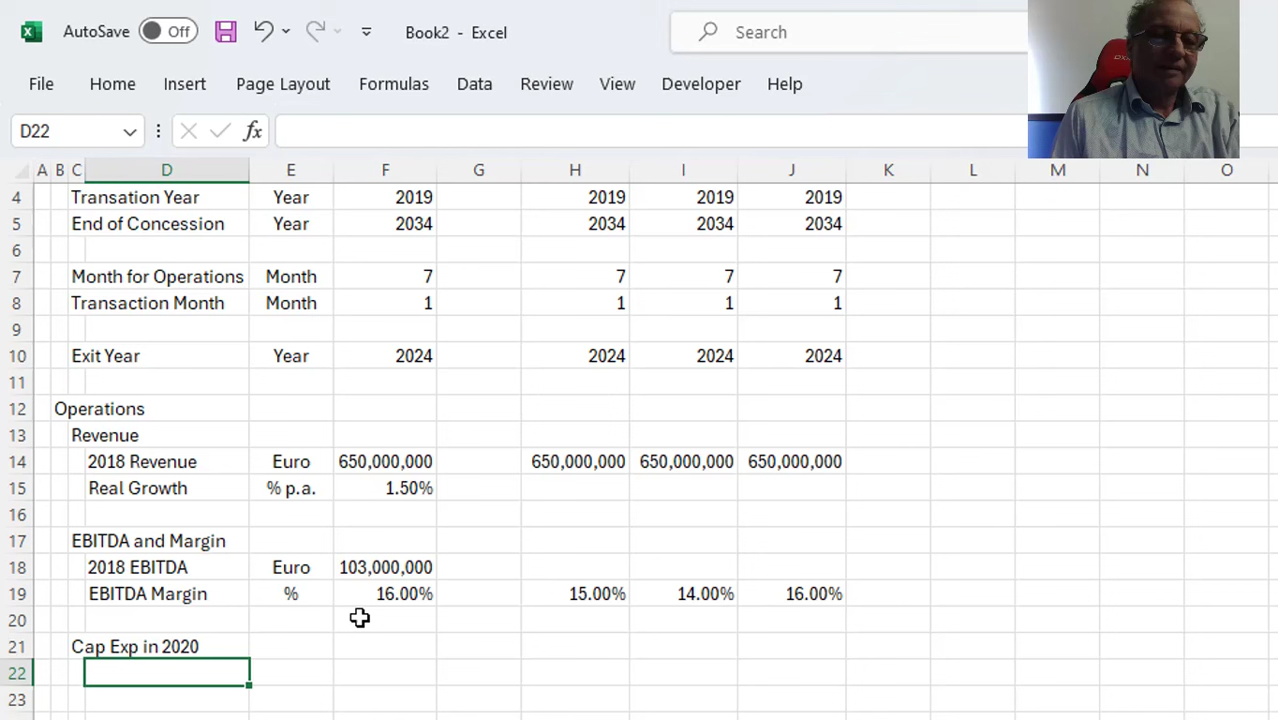 AutoSave Off Book2 - Excel Search
File Home Insert Page Layout Formulas Data Review View Developer Help
D22 fx
A B C D E F G H I J K L M N O
4 Transation Year Year 2019 2019 2019 2019
5 End of Concession Year 2034 2034 2034 2034
6
7 Month for Operations Month 7 7 7 7
8 Transaction Month Month 1 1 1 1
9
10 Exit Year Year 2024 2024 2024 2024
11
12 Operations
13 Revenue
14 2018 Revenue Euro 650,000,000 650,000,000 650,000,000 650,000,000
15 Real Growth % p.a. 1.50%
16
17 EBITDA and Margin
18 2018 EBITDA Euro 103,000,000
19 EBITDA Margin % 16.00% 15.00% 14.00% 16.00%
20
21 Cap Exp in 2020
22
23